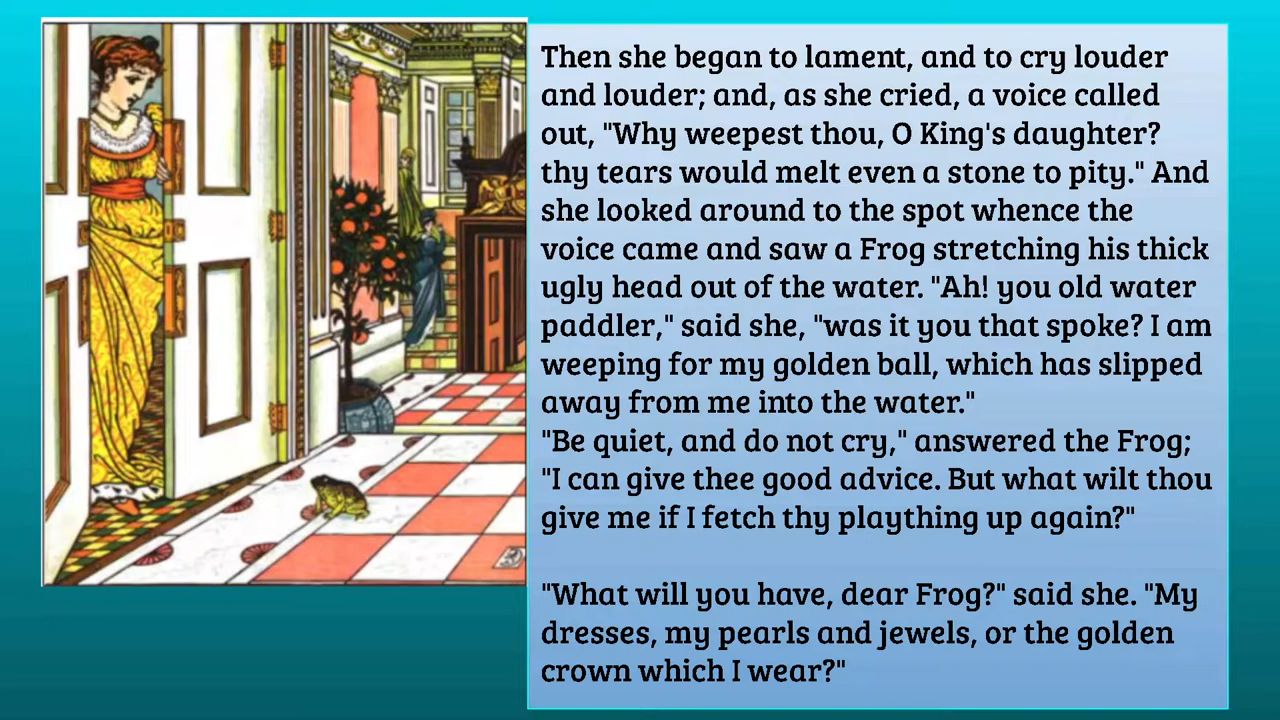 Then she began to lament, and to cry louder
and louder; and, as she cried, a voice called
out, "Why weepest thou, O King's daughter?
thy tears would melt even a stone to pity." And
she looked around to the spot whence the
voice came and saw a Frog stretching his thick
ugly head out of the water. "Ah! you old water
paddler," said she, "was it you that spoke? I am
weeping for my golden ball, which has slipped
away from me into the water."
"Be quiet, and do not cry," answered the Frog;
"I can give thee good advice. But what wilt thou
give me if I fetch thy plaything up again?"
"What will you have, dear Frog?" said she. "My
dresses, my pearls and jewels, or the golden
crown which I wear?"